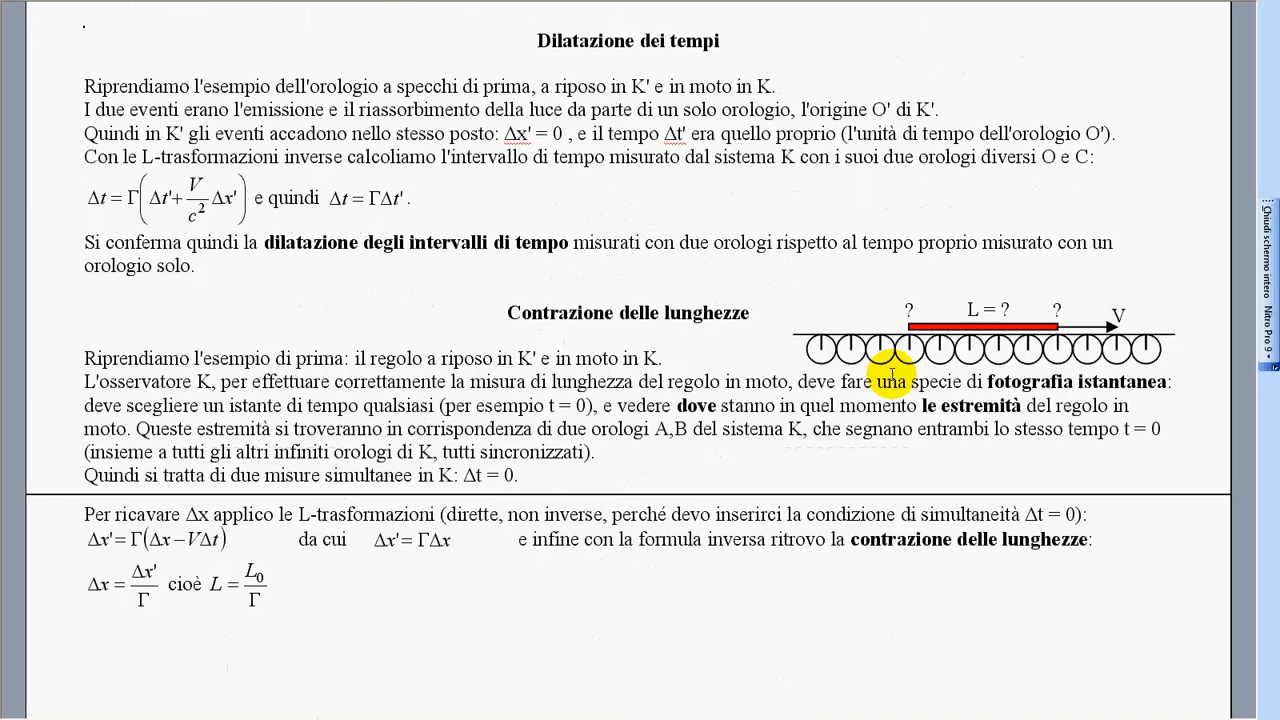 Dilatazione dei tempi
Riprendiamo l'esempio dell'orologio a specchi di prima, a riposo in K' e in moto in K.
I due eventi erano l'emissione e il riassorbimento della luce da parte di un solo orologio, l'origine O' di K'.
Quindi in K' gli eventi accadono nello stesso posto: Δx' = 0 , e il tempo Δt' era quello proprio (l'unità di tempo dell'orologio O').
Con le L-trasformazioni inverse calcoliamo l'intervallo di tempo misurato dal sistema K con i suoi due orologi diversi O e C:
Δt = Γ(Δt' + V/c² Δx') e quindi Δt = ΓΔt' .
Si conferma quindi la dilatazione degli intervalli di tempo misurati con due orologi rispetto al tempo proprio misurato con un
orologio solo.
? L = ? ? V
Contrazione delle lunghezze
Riprendiamo l'esempio di prima: il regolo a riposo in K' e in moto in K.
L'osservatore K, per effettuare correttamente la misura di lunghezza del regolo in moto, deve fare una specie di fotografia istantanea:
deve scegliere un istante di tempo qualsiasi (per esempio t = 0), e vedere dove stanno in quel momento le estremità del regolo in
moto. Queste estremità si troveranno in corrispondenza di due orologi A,B del sistema K, che segnano entrambi lo stesso tempo t = 0
(insieme a tutti gli altri infiniti orologi di K, tutti sincronizzati).
Quindi si tratta di due misure simultanee in K: Δt = 0.
Per ricavare Δx applico le L-trasformazioni (dirette, non inverse, perché devo inserirci la condizione di simultaneità Δt = 0):
Δx' = Γ(Δx − VΔt) da cui Δx' = ΓΔx e infine con la formula inversa ritrovo la contrazione delle lunghezze:
Δx = Δx'/Γ cioè L = L₀/Γ
Chiudi schermo intero Nitro Pro 9